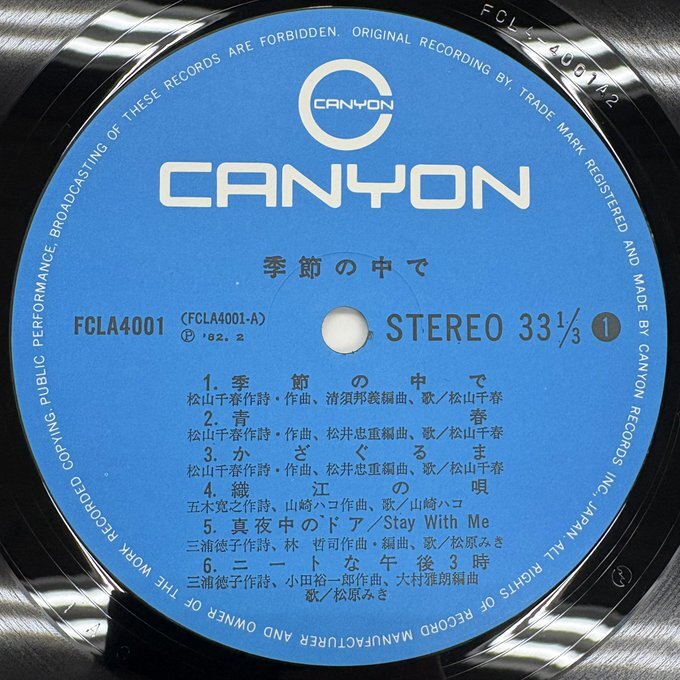 FCLA-4001A2
PUBLIC PERFORMANCE, BROADCASTING OF THESE RECORDS ARE FORBIDDEN. ORIGINAL RECORDING BY, TRADE MARK REGISTERED AND MADE BY CANYON RECORDS INC., JAPAN ALL RIGHTS OF RECORD MANUFACTURER AND OWNER OF THE WORK RECORDED COPYING.
CANYON
CANYON
季節の中で
FCLA4001 (FCLA4001-A) STEREO 33 1/3 1
Ⓟ '82. 2
1. 季節の中で
松山千春作詩・作曲、清須邦義編曲、歌/松山千春
2. 青春
松山千春作詩・作曲、松井忠重編曲、歌/松山千春
3. かざぐるま
松山千春作詩・作曲、松井忠重編曲、歌/松山千春
4. 織江の唄
五木寛之作詩、山崎ハコ作曲、歌/山崎ハコ
5. 真夜中のドア/Stay With Me
三浦徳子作詩、林 哲司作曲・編曲、歌/松原みき
6. ニートな午後3時
三浦徳子作詩、小田裕一郎作曲、大村雅朗編曲
歌/松原みき